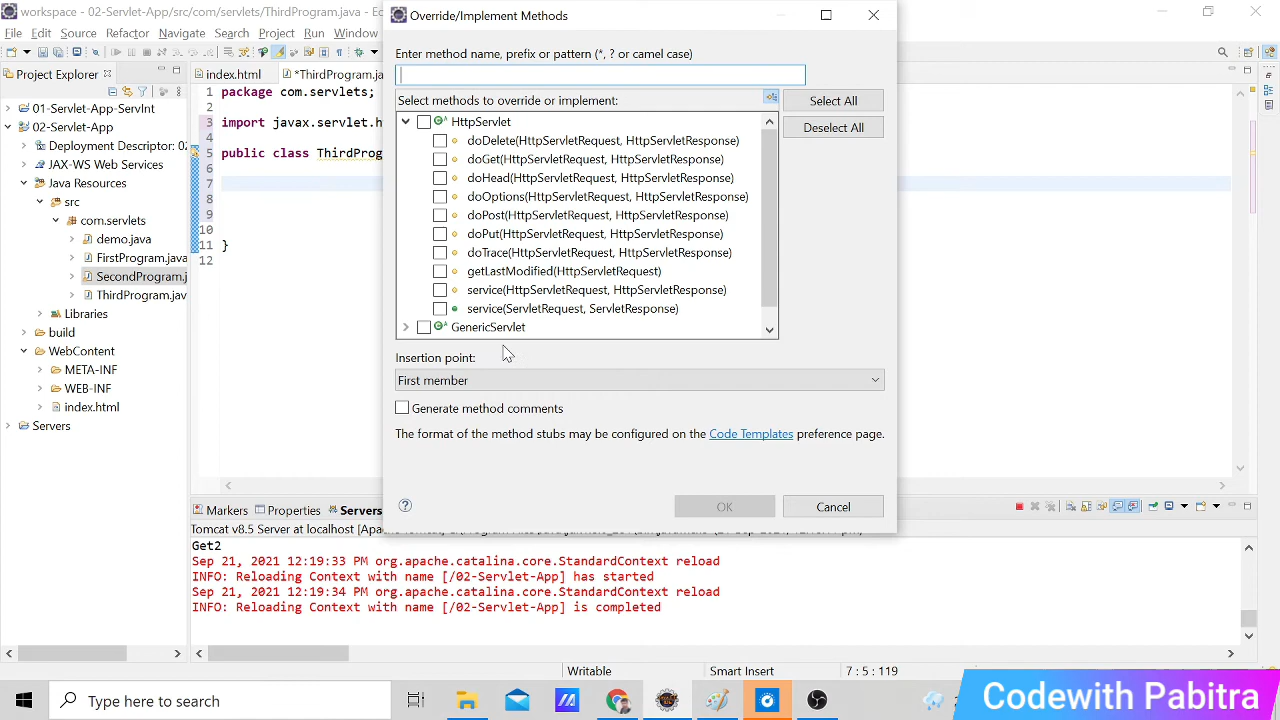 workspace - 02-Servlet-App/src/com/servlets/ThirdProgram.java - Ec
File Edit Source Refactor Navigate Search Project Run Window
Project Explorer
01-Servlet-App-ServInt
02-Servlet-App
Deployment Descriptor: 02
JAX-WS Web Services
Java Resources
src
com.servlets
demo.java
FirstProgram.java
SecondProgram.j
ThirdProgram.jav
Libraries
build
WebContent
META-INF
WEB-INF
index.html
Servers
index.html
*ThirdProgram.ja
1 package com.servlets;
2
3 import javax.servlet.h
4
5 public class ThirdProg
6
7
8
9
11 }
12
Override/Implement Methods
Enter method name, prefix or pattern (*, ? or camel case)
Select methods to override or implement:
Select All
Deselect All
HttpServlet
doDelete(HttpServletRequest, HttpServletResponse)
doGet(HttpServletRequest, HttpServletResponse)
doHead(HttpServletRequest, HttpServletResponse)
doOptions(HttpServletRequest, HttpServletResponse)
doPost(HttpServletRequest, HttpServletResponse)
doPut(HttpServletRequest, HttpServletResponse)
doTrace(HttpServletRequest, HttpServletResponse)
getLastModified(HttpServletRequest)
service(HttpServletRequest, HttpServletResponse)
service(ServletRequest, ServletResponse)
GenericServlet
Insertion point:
First member
Generate method comments
The format of the method stubs may be configured on the Code Templates preference page.
OK
Cancel
Markers Properties Servers
Tomcat v8.5 Server at localhost
Get2
Sep 21, 2021 12:19:33 PM org.apache.catalina.core.StandardContext reload
INFO: Reloading Context with name [/02-Servlet-App] has started
Sep 21, 2021 12:19:34 PM org.apache.catalina.core.StandardContext reload
INFO: Reloading Context with name [/02-Servlet-App] is completed
Writable
Smart Insert
7 : 5 : 119
Type here to search
Codewith Pabitra